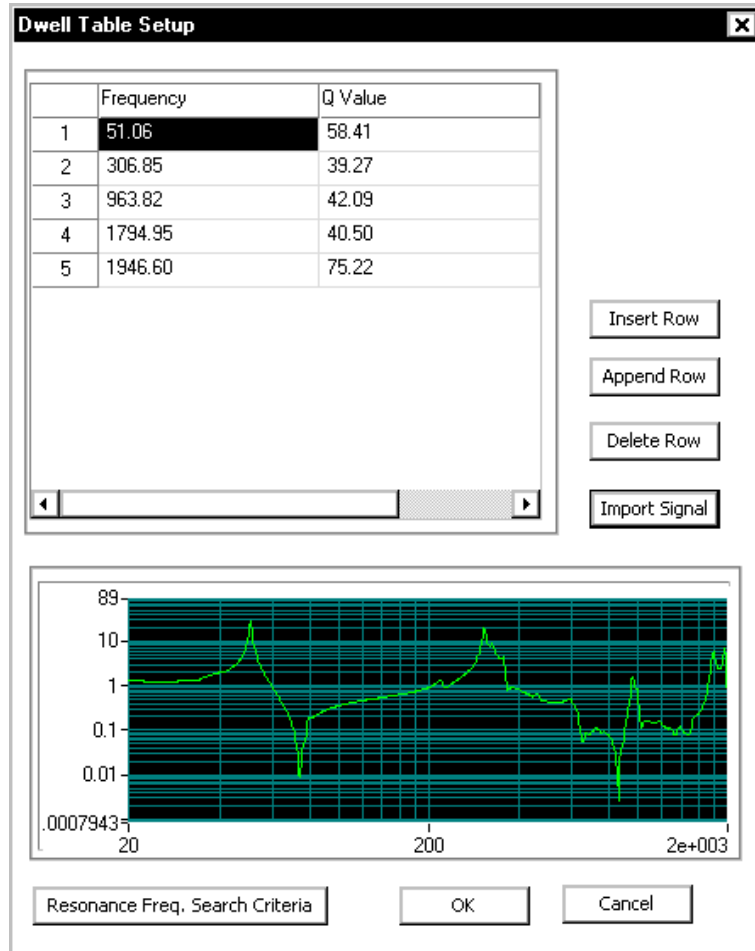 Dwell Table Setup
Frequency Q Value
1 51.06 58.41
2 306.85 39.27
3 963.82 42.09
4 1794.95 40.50
5 1946.60 75.22
Insert Row
Append Row
Delete Row
Import Signal
89
10
1
0.1
0.01
.0007943
20 200 2e+003
Resonance Freq. Search Criteria OK Cancel